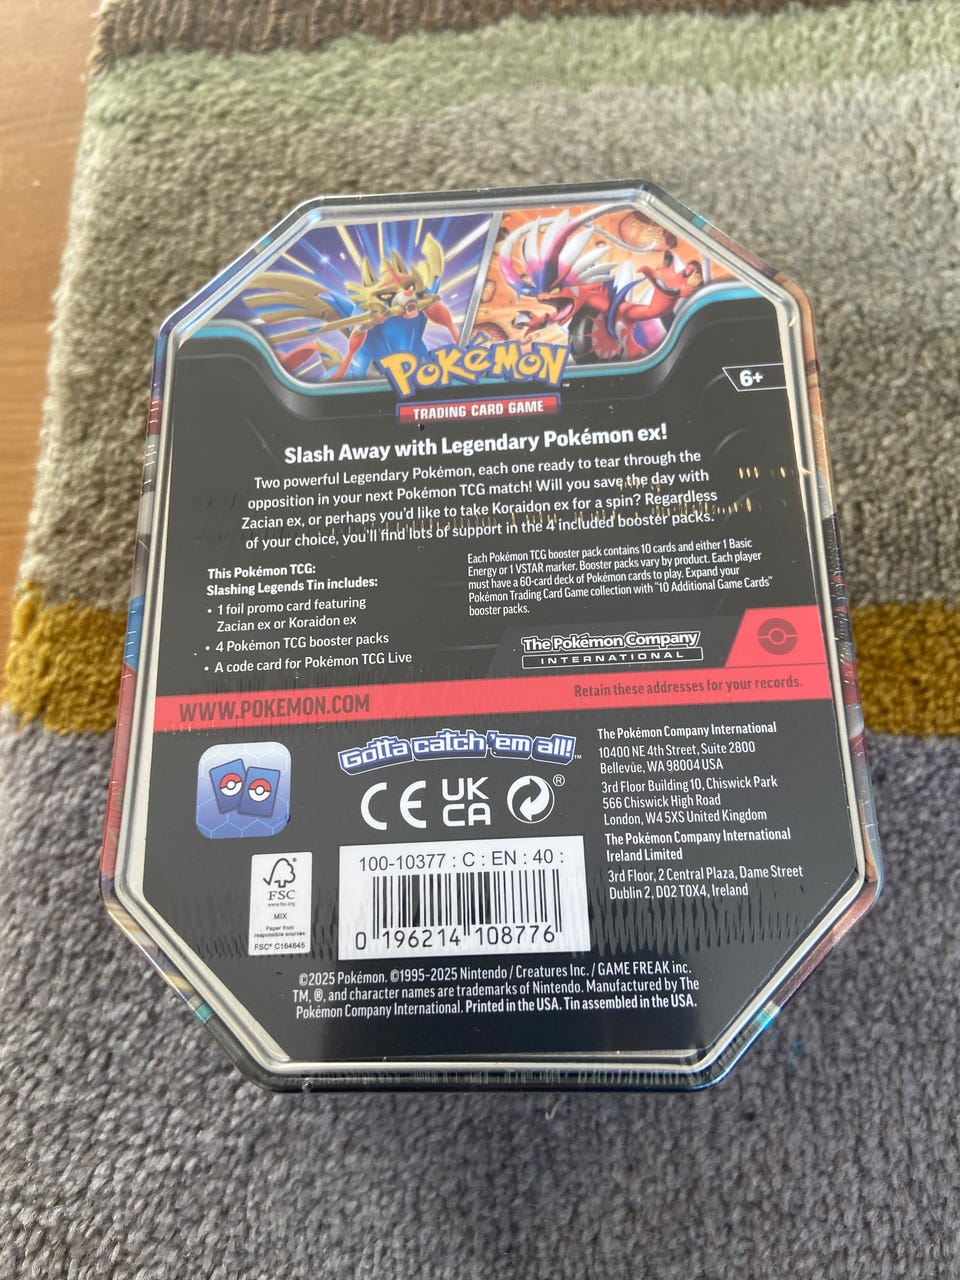 POKÉMON
™
TRADING CARD GAME
6+
Slash Away with Legendary Pokémon ex!
Two powerful Legendary Pokémon, each one ready to tear through the
opposition in your next Pokémon TCG match! Will you save the day with
Zacian ex, or perhaps you'd like to take Koraidon ex for a spin? Regardless
of your choice, you'll find lots of support in the 4 included booster packs.
This Pokémon TCG:
Slashing Legends Tin includes:
• 1 foil promo card featuring
Zacian ex or Koraidon ex
• 4 Pokémon TCG booster packs
• A code card for Pokémon TCG Live
Each Pokémon TCG booster pack contains 10 cards and either 1 Basic
Energy or 1 VSTAR marker. Booster packs vary by product. Each player
must have a 60-card deck of Pokémon cards to play. Expand your
Pokémon Trading Card Game collection with "10 Additional Game Cards"
booster packs.
The Pokémon Company
INTERNATIONAL
WWW.POKEMON.COM
Retain these addresses for your records.
Gotta catch 'em all!™
CE
UK
CA
®
The Pokémon Company International
10400 NE 4th Street, Suite 2800
Bellevue, WA 98004 USA
3rd Floor Building 10, Chiswick Park
566 Chiswick High Road
London, W4 5XS United Kingdom
The Pokémon Company International
Ireland Limited
3rd Floor, 2 Central Plaza, Dame Street
Dublin 2, D02 T0X4, Ireland
FSC
www.fsc.org
MIX
Paper from
responsible sources
FSC® C164645
100-10377 : C : EN : 40 :
0 196214 108776
©2025 Pokémon. ©1995-2025 Nintendo / Creatures Inc. / GAME FREAK inc.
TM, ®, and character names are trademarks of Nintendo. Manufactured by The
Pokémon Company International. Printed in the USA. Tin assembled in the USA.